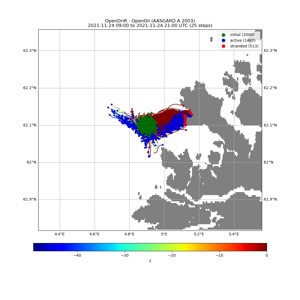 OpenDrift - OpenOil (AASGARD A 2003)
2021-11-24 09:00 to 2021-11-24 21:00 UTC (25 steps)
initial (2000)
active (1487)
stranded (513)
62.3°N 62.3°N
62.2°N 62.2°N
62.1°N 62.1°N
62°N 62°N
61.9°N 61.9°N
4.4°E 4.6°E 4.8°E 5°E 5.2°E 5.4°E
−40 −30 −20 −10 0
z